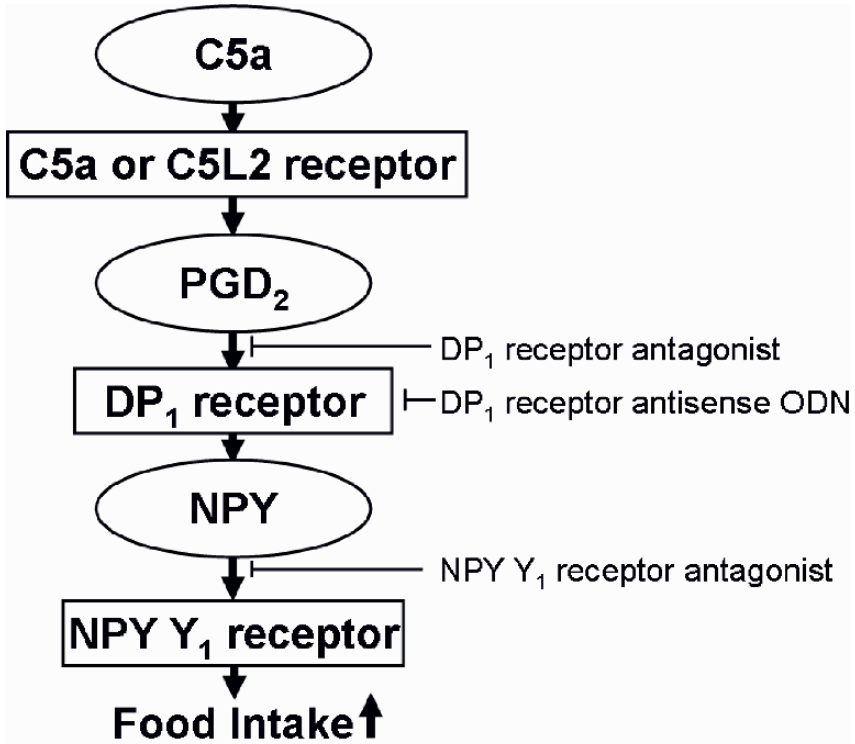 C5a
C5a or C5L2 receptor
PGD₂
DP₁ receptor antagonist
DP₁ receptor
DP₁ receptor antisense ODN
NPY
NPY Y₁ receptor antagonist
NPY Y₁ receptor
Food Intake